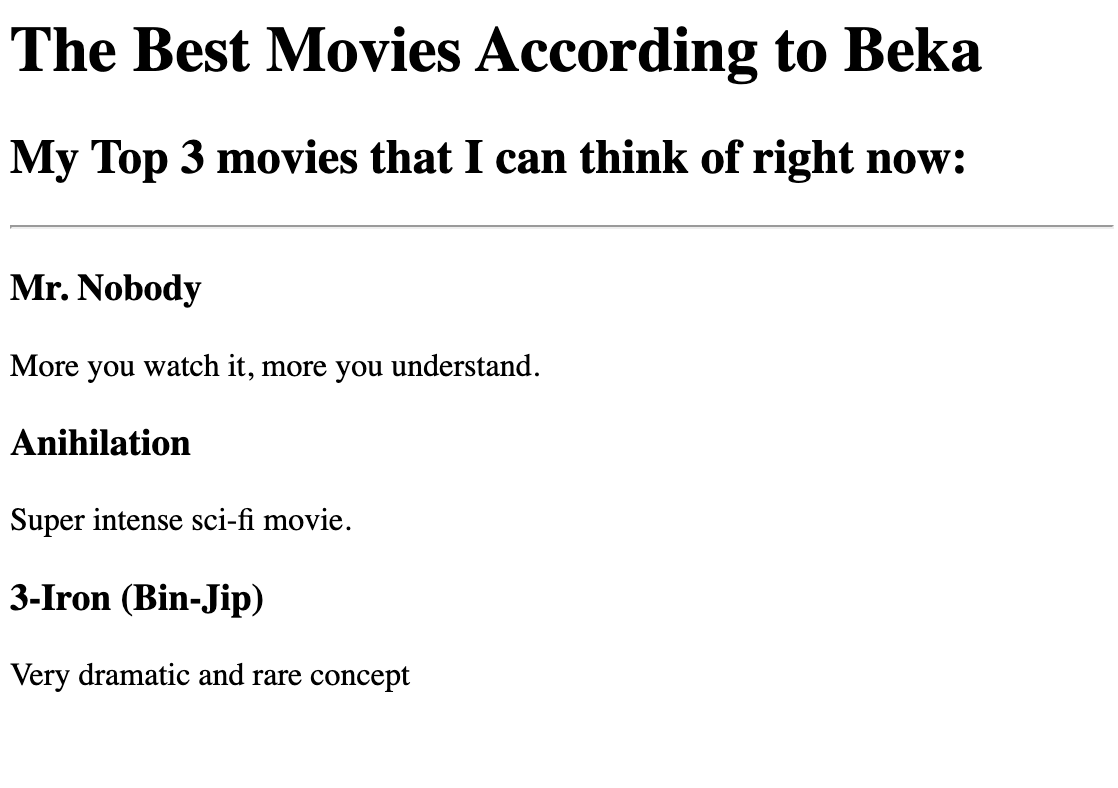 The Best Movies According to Beka
My Top 3 movies that I can think of right now:
Mr. Nobody
More you watch it, more you understand.
Anihilation
Super intense sci-fi movie.
3-Iron (Bin-Jip)
Very dramatic and rare concept